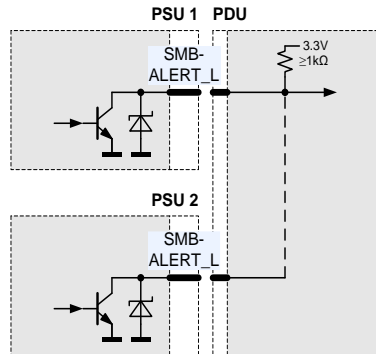 PSU 1 PDU
SMB-
ALERT_L
3.3V
≥1kΩ
PSU 2
SMB-
ALERT_L